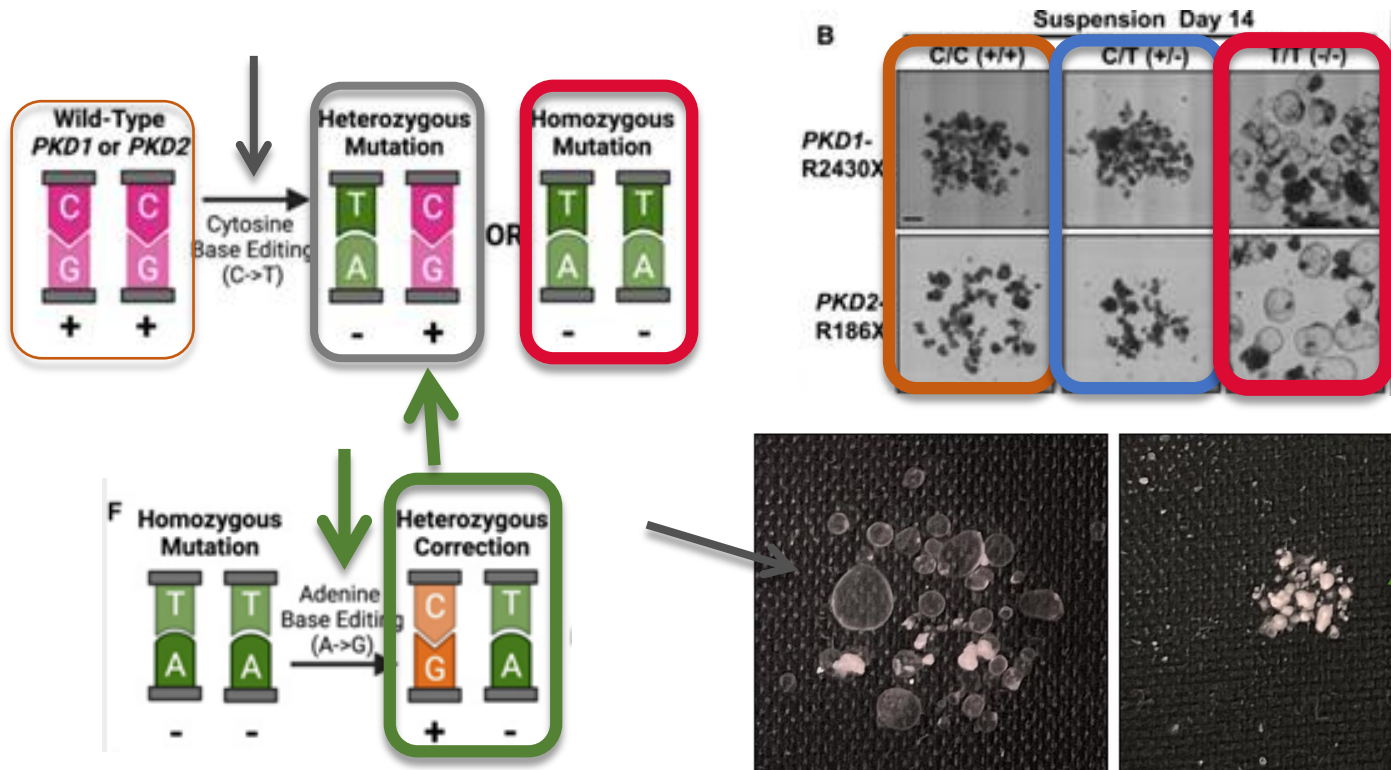 Wild-Type
PKD1 or PKD2
C C
G G
+ +
Cytosine
Base Editing
(C->T)
Heterozygous
Mutation
T C
A G
- +
OR
Homozygous
Mutation
T T
A A
- -
B
Suspension Day 14
C/C (+/+) C/T (+/-) T/T (-/-)
PKD1-
R2430X
PKD2-
R186X
F
Homozygous
Mutation
T T
A A
- -
Adenine
Base Editing
(A->G)
Heterozygous
Correction
C T
G A
+ -